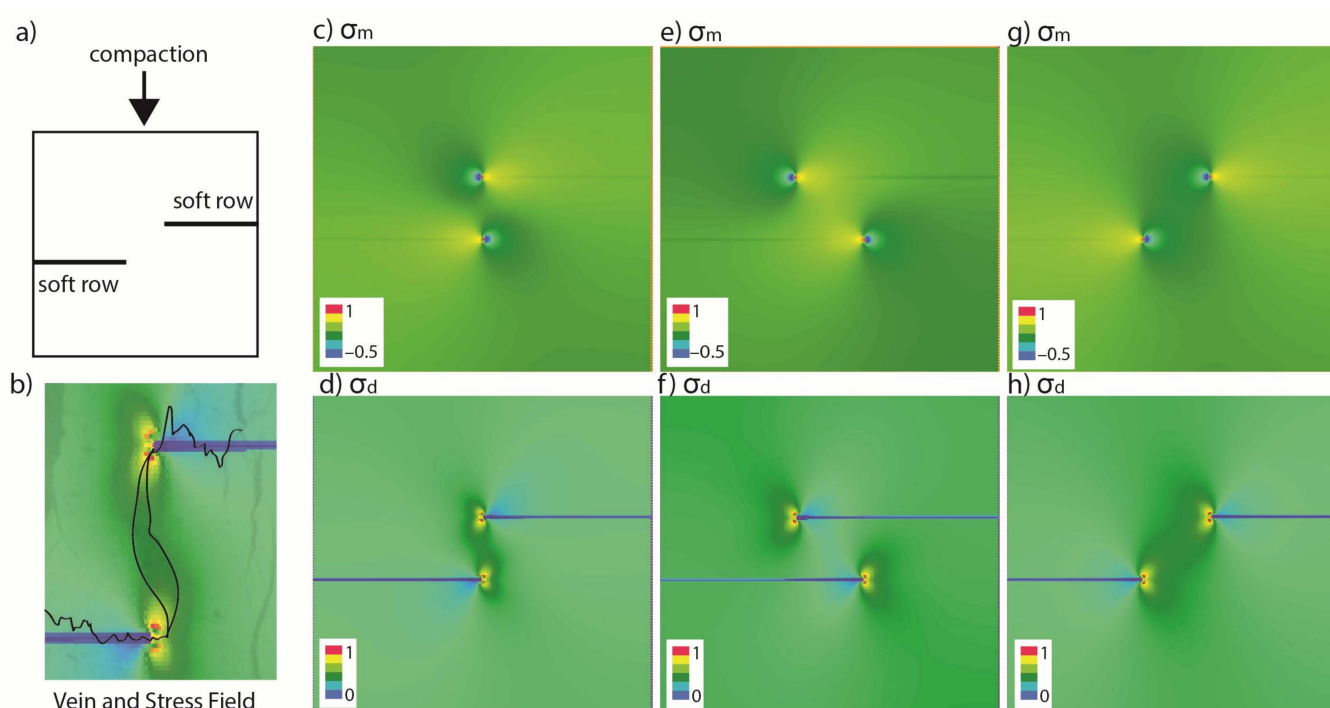 a)
compaction
soft row
soft row
b)
Vein and Stress Field
c) σm
1
−0.5
d) σd
1
0
e) σm
1
−0.5
f) σd
1
0
g) σm
1
−0.5
h) σd
1
0